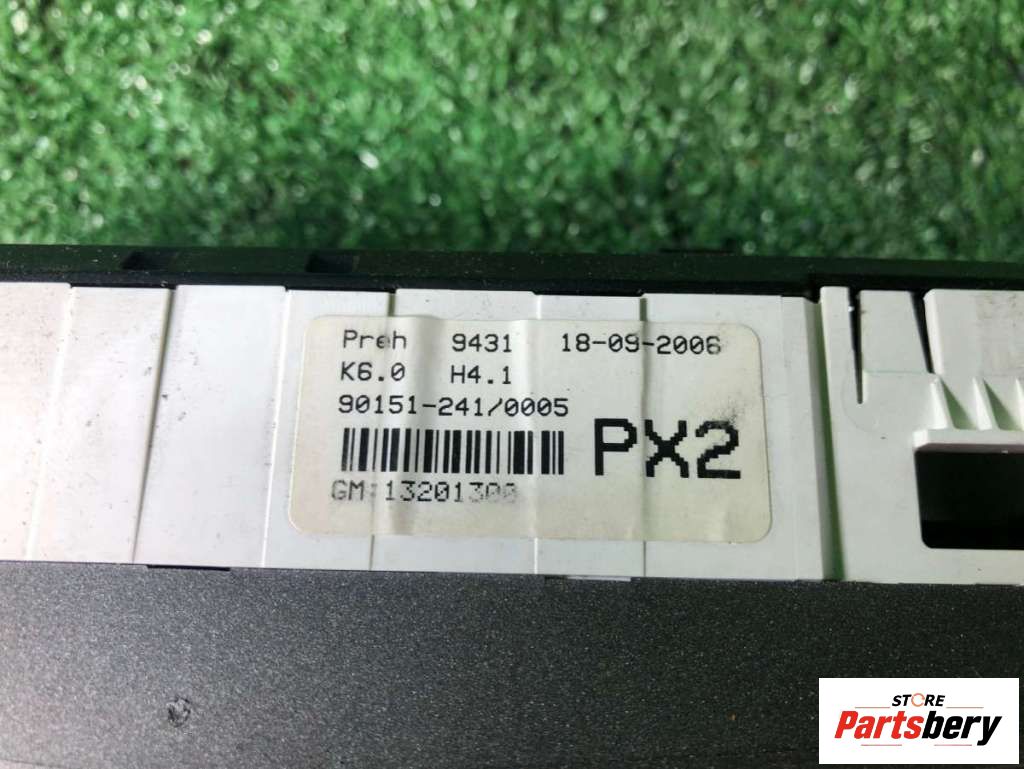 Preh 9431 18-09-2006
K6.0 H4.1
90151-241/0005
PX2
GM:13201300
STORE
Partsbery